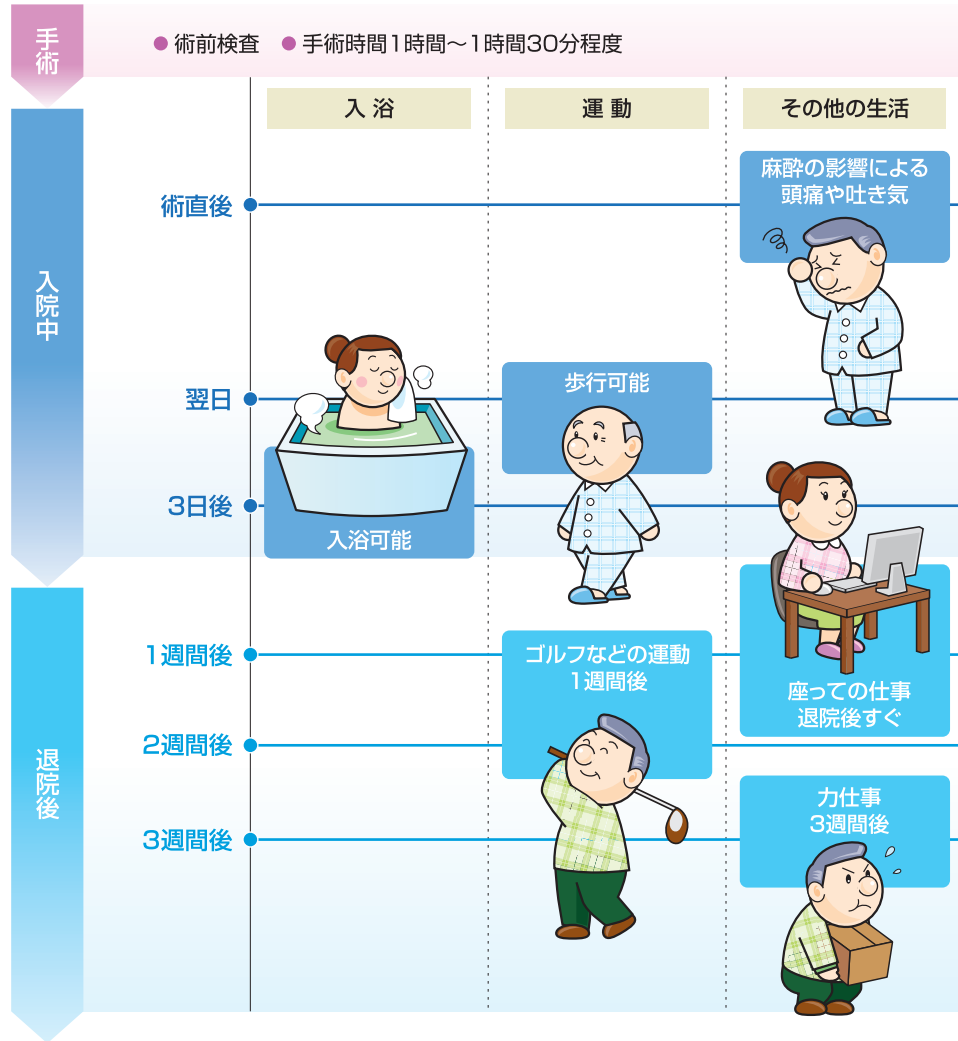 手術
● 術前検査 ● 手術時間1時間～1時間30分程度
入浴
運動
その他の生活
入院中
術直後
麻酔の影響による
頭痛や吐き気
翌日
歩行可能
3日後
入浴可能
退院後
1週間後
ゴルフなどの運動
1週間後
座っての仕事
退院後すぐ
2週間後
3週間後
力仕事
3週間後